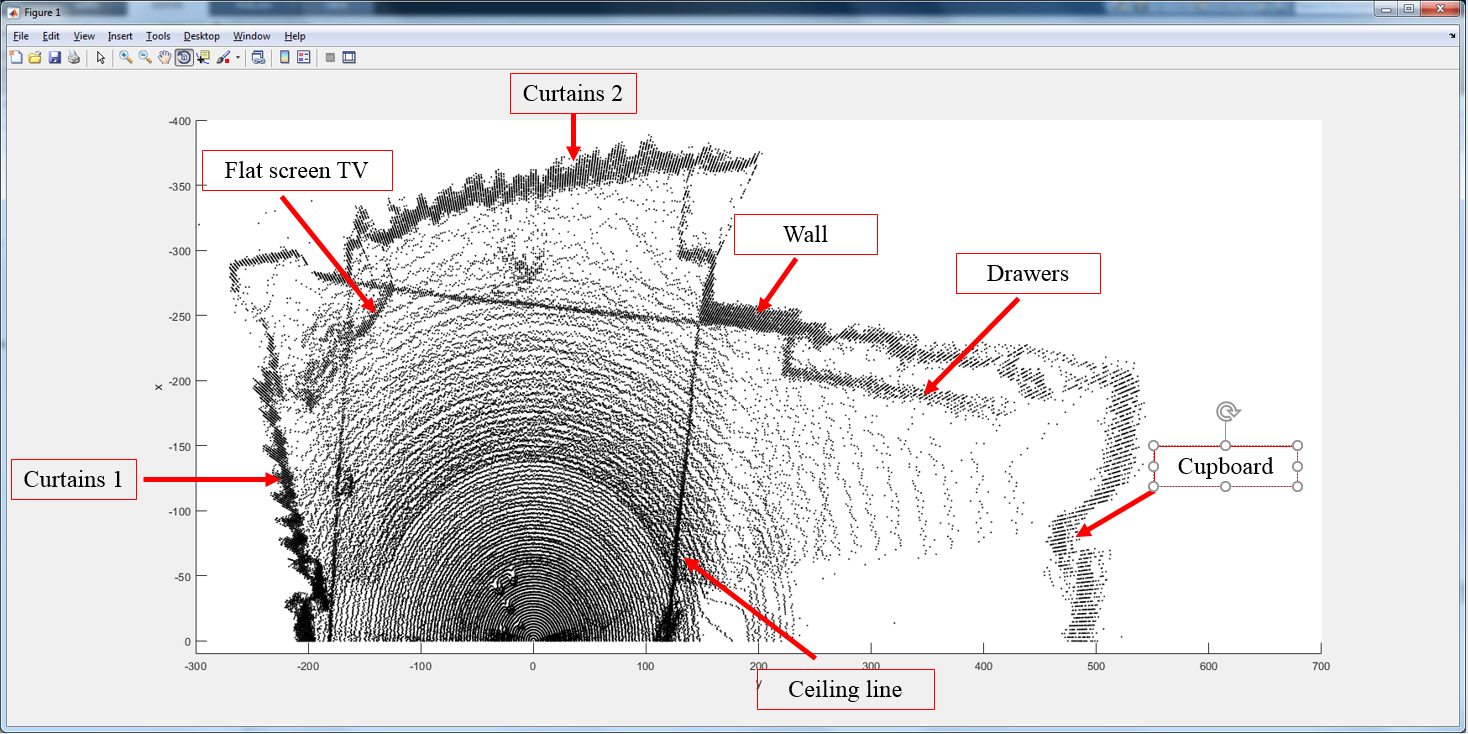 Figure 1
File Edit View Insert Tools Desktop Window Help
Curtains 2
Flat screen TV
Wall
Drawers
Curtains 1
Cupboard
Ceiling line
-400
-350
-300
-250
-200
-150
-100
-50
0
x
-300 -200 -100 0 100 200 300 400 500 600 700
y